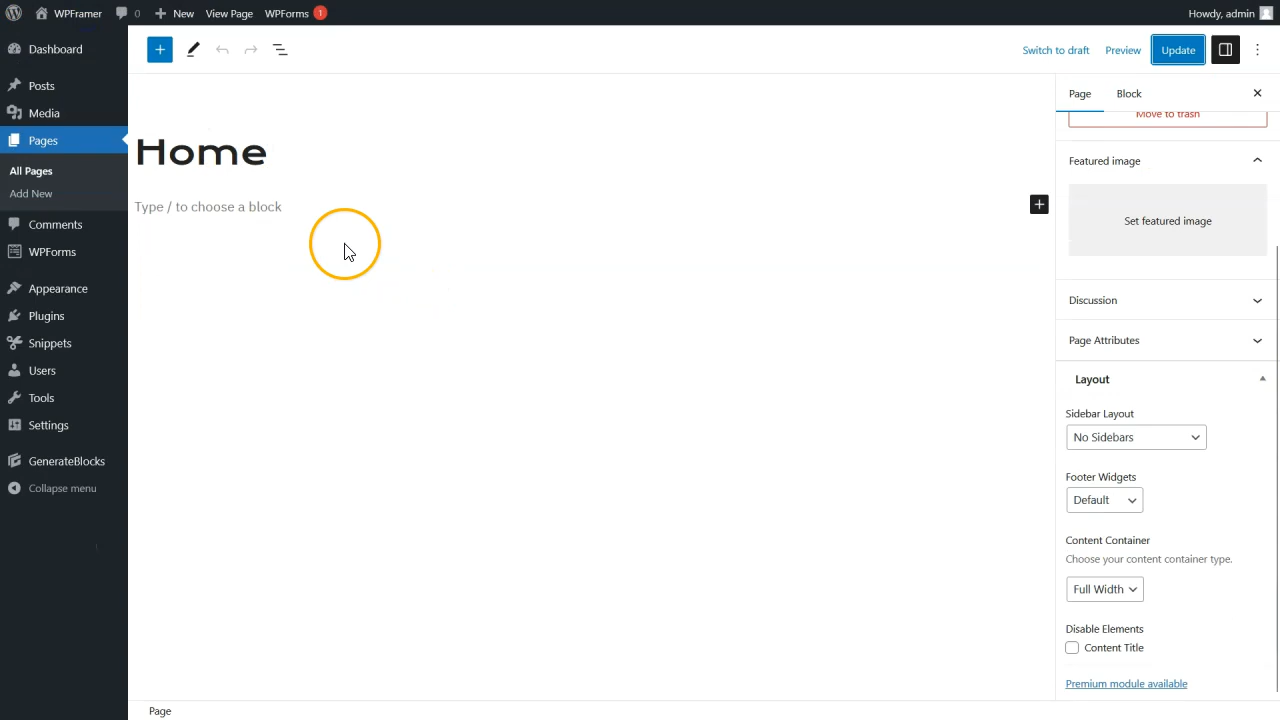 WPFramer 0 New View Page WPForms 1 Howdy, admin
Dashboard
Posts
Media
Pages
All Pages
Add New
Comments
WPForms
Appearance
Plugins
Snippets
Users
Tools
Settings
GenerateBlocks
Collapse menu
Switch to draft Preview Update
Home
Type / to choose a block
Page Block
Move to trash
Featured image
Set featured image
Discussion
Page Attributes
Layout
Sidebar Layout
No Sidebars
Footer Widgets
Default
Content Container
Choose your content container type.
Full Width
Disable Elements
Content Title
Premium module available
Page